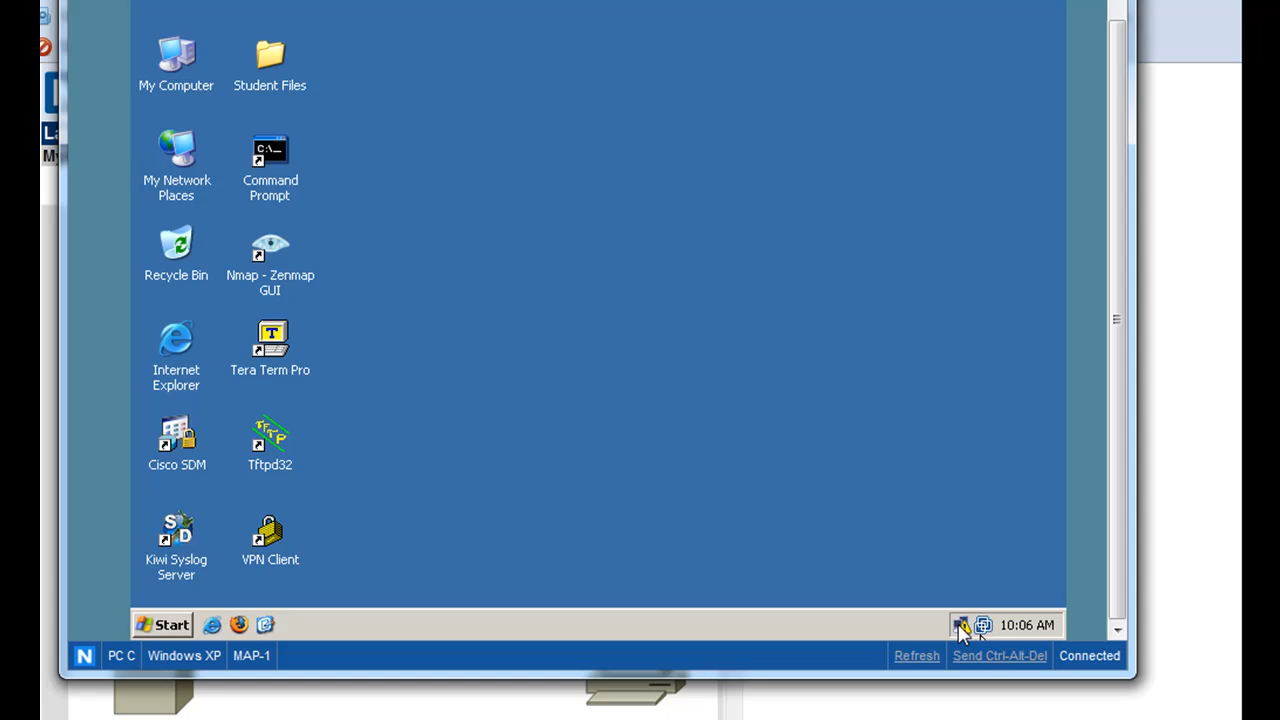 My Computer
Student Files
My Network
Places
Command
Prompt
Recycle Bin
Nmap - Zenmap
GUI
Internet
Explorer
Tera Term Pro
Cisco SDM
Tftpd32
Kiwi Syslog
Server
VPN Client
Start
10:06 AM
N
PC C
Windows XP
MAP-1
Refresh
Send Ctrl-Alt-Del
Connected